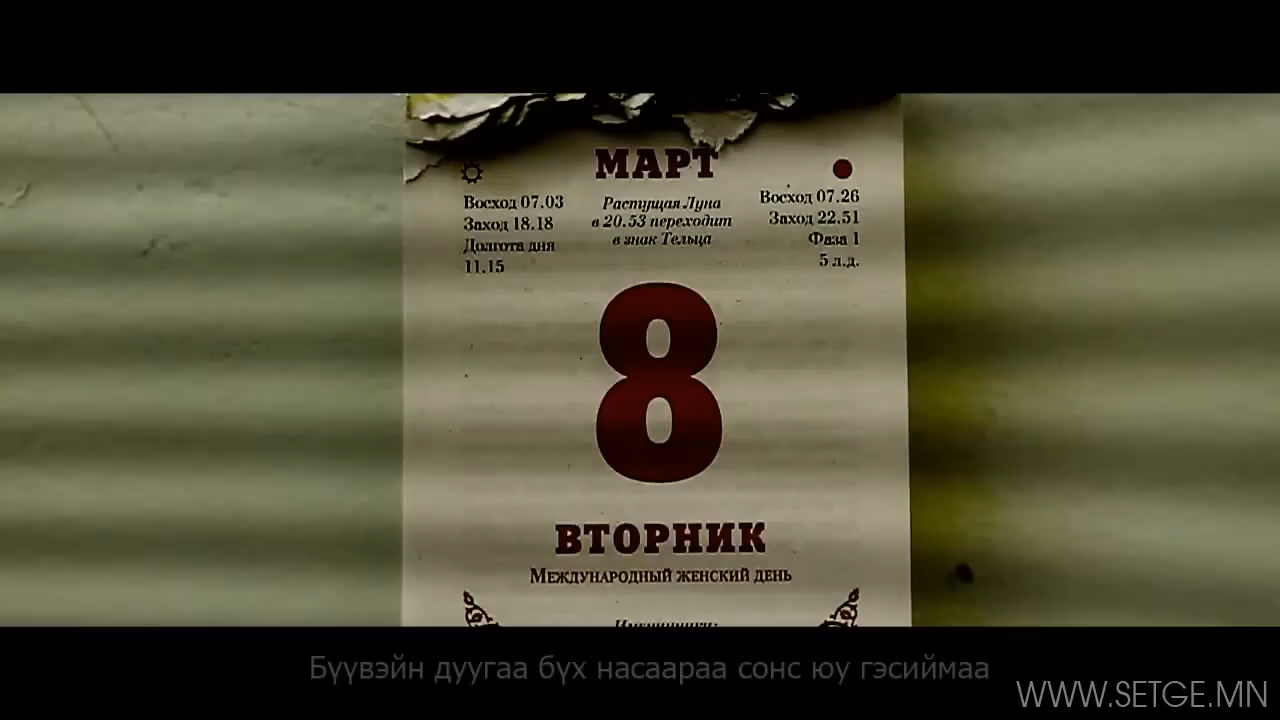 МАРТ
Восход 07.03
Заход 18.18
Долгота дня
11.15
Растущая Луна
в 20.53 переходит
в знак Тельца
Восход 07.26
Заход 22.51
Фаза 1
5 л.д.
8
ВТОРНИК
Международный женский день
Именинники:
Бүүвэйн дуугаа бүх насаараа сонс юу гэсиймаа
WWW.SETGE.MN